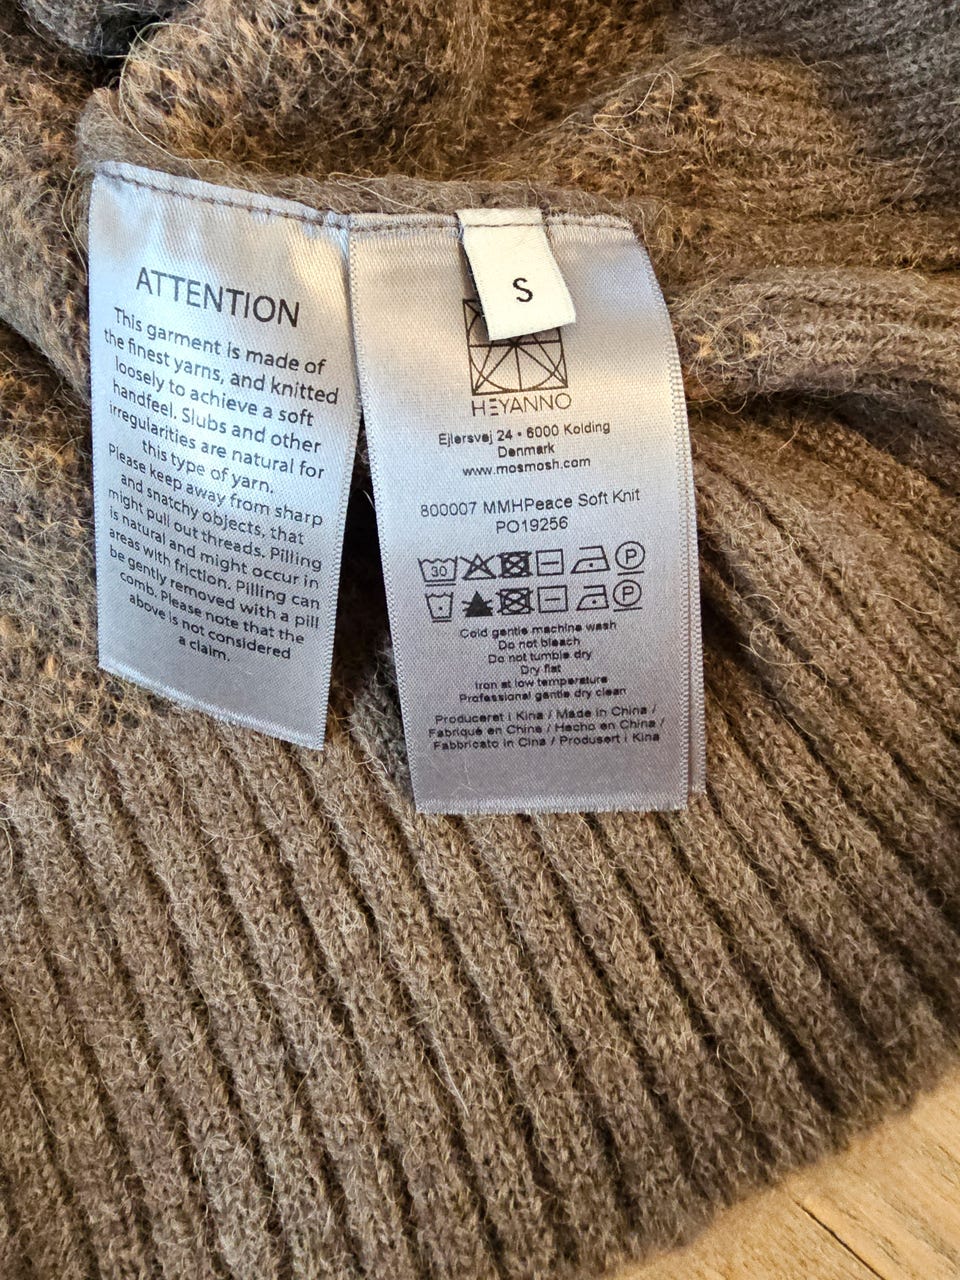 ATTENTION
This garment is made of
the finest yarns, and knitted
loosely to achieve a soft
handfeel. Slubs and other
irregularities are natural for
this type of yarn.
Please keep away from sharp
and snatchy objects, that
might pull out threads. Pilling
is natural and might occur in
areas with friction. Pilling can
be gently removed with a pill
comb. Please note that the
above is not considered
a claim.
S
HEYANNO
Ejlersvej 24 • 6000 Kolding
Denmark
www.mosmosh.com
800007 MMHPeace Soft Knit
PO19256
30 P
P
Cold gentle machine wash
Do not bleach
Do not tumble dry
Dry flat
Iron at low temperature
Professional gentle dry clean
Produceret i Kina / Made in China /
Fabriqué en Chine / Hecho en China /
Fabbricato in Cina / Produsert i Kina